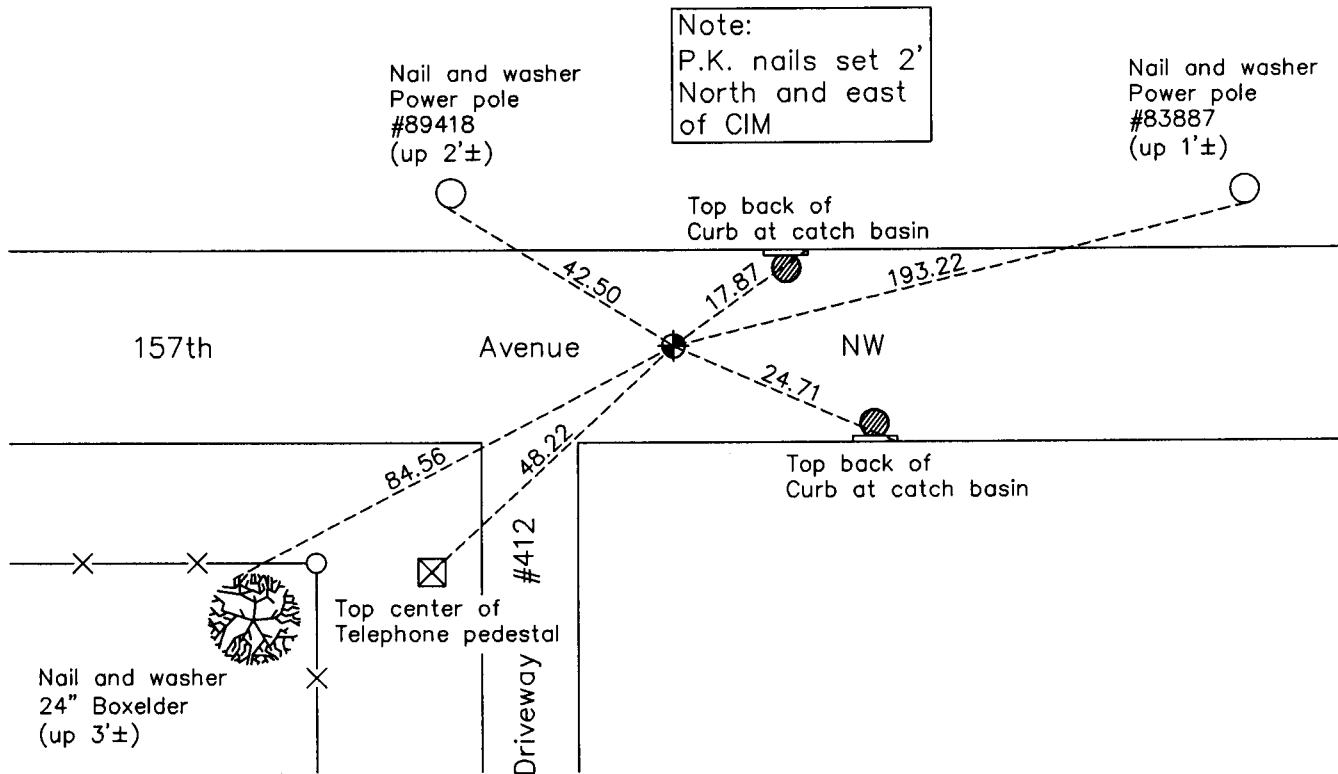 Note:
P.K. nails set 2'
North and east
of CIM
Nail and washer
Power pole
#89418
(up 2'±)
Nail and washer
Power pole
#83887
(up 1'±)
Top back of
Curb at catch basin
42.50
17.87
193.22
157th Avenue NW
24.71
84.56
48.22
Top back of
Curb at catch basin
Driveway #412
Top center of
Telephone pedestal
Nail and washer
24" Boxelder
(up 3'±)